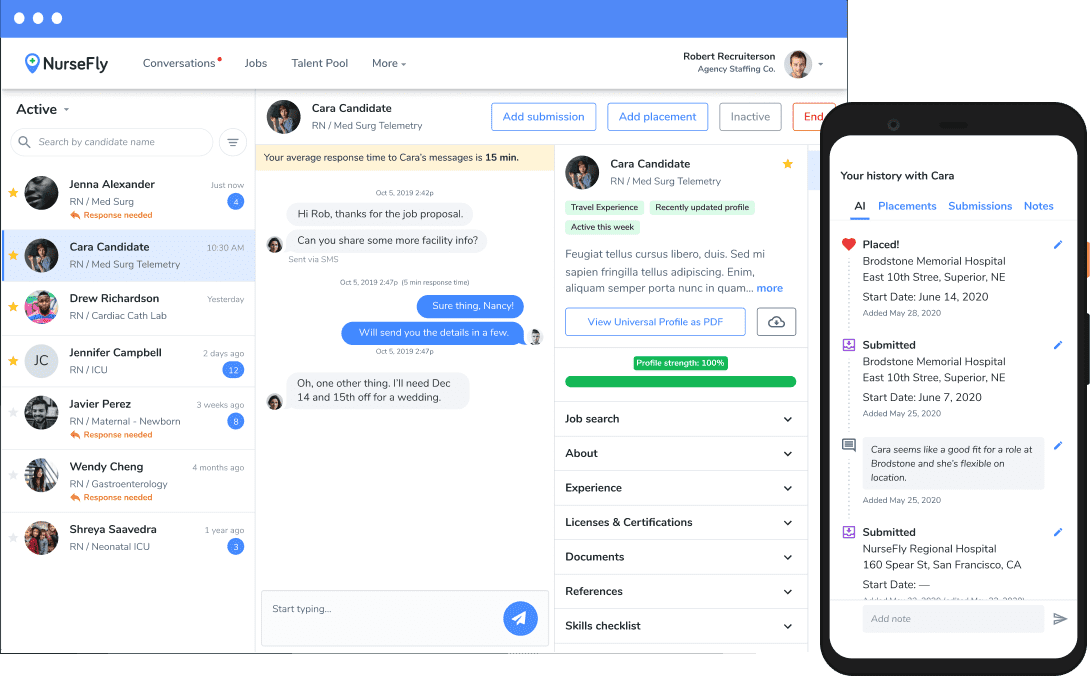 NurseFly
Conversations
Jobs
Talent Pool
More
Robert Recruiterson
Agency Staffing Co.
Active
Search by candidate name
Jenna Alexander
Just now
RN / Med Surg
4
Response needed
Cara Candidate
10:30 AM
RN / Med Surg Telemetry
Drew Richardson
Yesterday
RN / Cardiac Cath Lab
JC
Jennifer Campbell
2 days ago
RN / ICU
12
Javier Perez
3 weeks ago
RN / Maternal - Newborn
8
Response needed
Wendy Cheng
4 months ago
RN / Gastroenterology
Response needed
Shreya Saavedra
1 year ago
RN / Neonatal ICU
3
Cara Candidate
RN / Med Surg Telemetry
Add submission
Add placement
Inactive
End
Your average response time to Cara's messages is 15 min.
Oct 5, 2019 2:42p
Hi Rob, thanks for the job proposal.
Can you share some more facility info?
Sent via SMS
Oct 5, 2019 2:47p (5 min response time)
Sure thing, Nancy!
Will send you the details in a few.
Oct 5, 2019 2:47p
Oh, one other thing. I'll need Dec
14 and 15th off for a wedding.
Start typing...
Cara Candidate
RN / Med Surg Telemetry
Travel Experience
Recently updated profile
Active this week
Feugiat tellus cursus libero, duis. Sed mi
sapien fringilla tellus adipiscing. Enim,
aliquam semper porta nunc in quam... more
View Universal Profile as PDF
Profile strength: 100%
Job search
About
Experience
Licenses & Certifications
Documents
References
Skills checklist
Your history with Cara
Al
Placements
Submissions
Notes
Placed!
Brodstone Memorial Hospital
East 10th Stree, Superior, NE
Start Date: June 14, 2020
Added May 28, 2020
Submitted
Brodstone Memorial Hospital
East 10th Stree, Superior, NE
Start Date: June 7, 2020
Added May 25, 2020
Cara seems like a good fit for a role at
Brodstone and she's flexible on
location.
Added May 25, 2020
Submitted
NurseFly Regional Hospital
160 Spear St, San Francisco, CA
Start Date: —
Add note